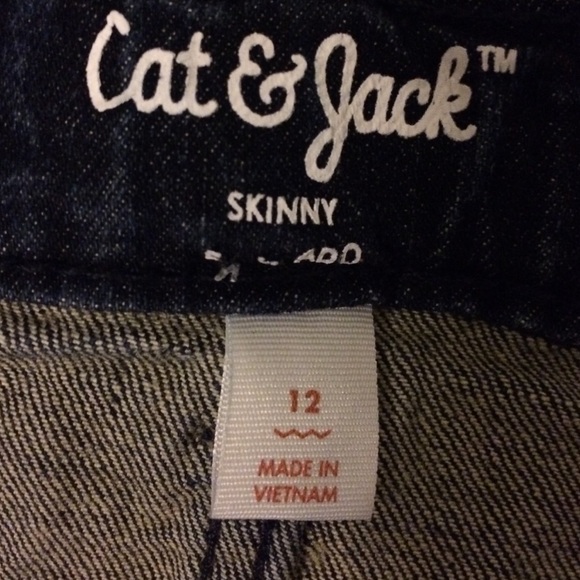 Cat & Jack™
SKINNY
12
MADE IN
VIETNAM